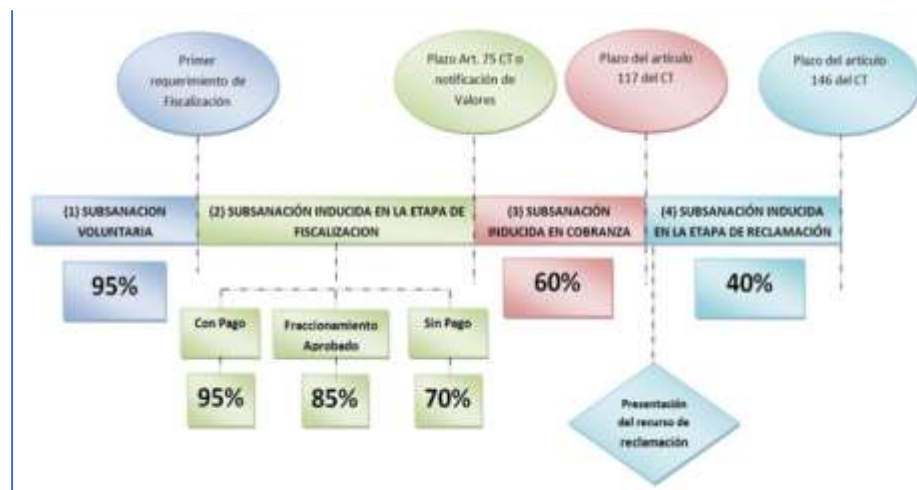 Primer
requerimiento de
Fiscalización
Plazo Art. 75 CT o
notificación de
Valores
Plazo del artículo
117 del CT
Plazo del artículo
146 del CT
(1) SUBSANACION
VOLUNTARIA
(2) SUBSANACIÓN INDUCIDA EN LA ETAPA DE
FISCALIZACION
(3) SUBSANACIÓN
INDUCIDA EN COBRANZA
(4) SUBSANACIÓN INDUCIDA
EN LA ETAPA DE RECLAMACIÓN
95%
60%
40%
Con Pago
Fraccionamiento
Aprobado
Sin Pago
95%
85%
70%
Presentación
del recurso de
reclamación